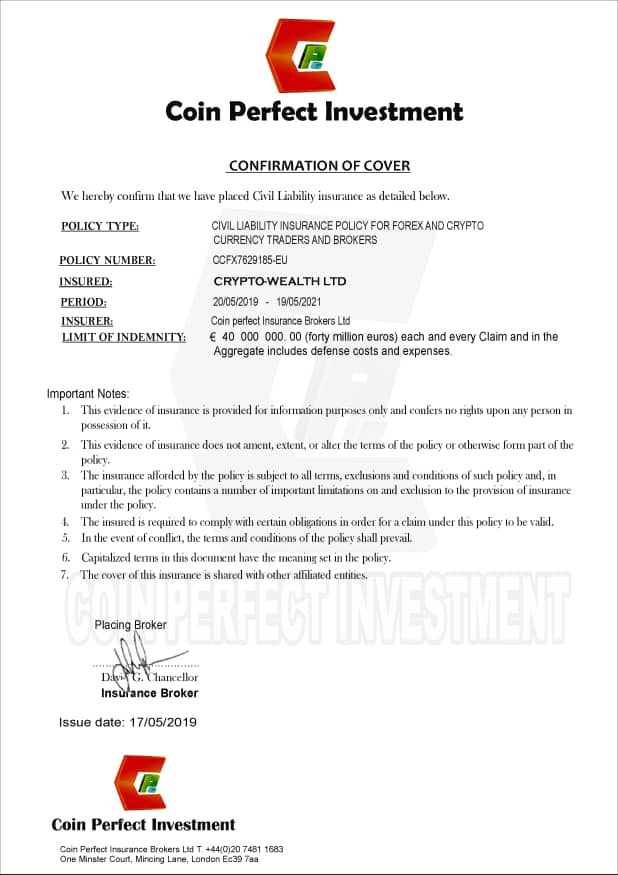 Coin Perfect Investment
CONFIRMATION OF COVER
We hereby confirm that we have placed Civil Liability insurance as detailed below.
POLICY TYPE: CIVIL LIABILITY INSURANCE POLICY FOR FOREX AND CRYPTO
CURRENCY TRADERS AND BROKERS
POLICY NUMBER: CCFX7629185-EU
INSURED: CRYPTO-WEALTH LTD
PERIOD: 20/05/2019 - 19/05/2021
INSURER: Coin perfect Insurance Brokers Ltd
LIMIT OF INDEMNITY: € 40 000 000. 00 (forty million euros) each and every Claim and in the
Aggregate includes defense costs and expenses.
Important Notes:
1. This evidence of insurance is provided for information purposes only and confers no rights upon any person in
possession of it.
2. This evidence of insurance does not ament, extent, or alter the terms of the policy or otherwise form part of the
policy.
3. The insurance afforded by the policy is subject to all terms, exclusions and conditions of such policy and, in
particular, the policy contains a number of important limitations on and exclusion to the provision of insurance
under the policy.
4. The insured is required to comply with certain obligations in order for a claim under this policy to be valid.
5. In the event of conflict, the terms and conditions of the policy shall prevail.
6. Capitalized terms in this document have the meaning set in the policy.
7. The cover of this insurance is shared with other affiliated entities.
COIN PERFECT INVESTMENT
Placing Broker
G. Chancellor
Insurance Broker
Issue date: 17/05/2019
Coin Perfect Investment
Coin Perfect Insurance Brokers Ltd T. +44(0)20 7481 1683
One Minster Court, Mincing Lane, London Ec39 7aa